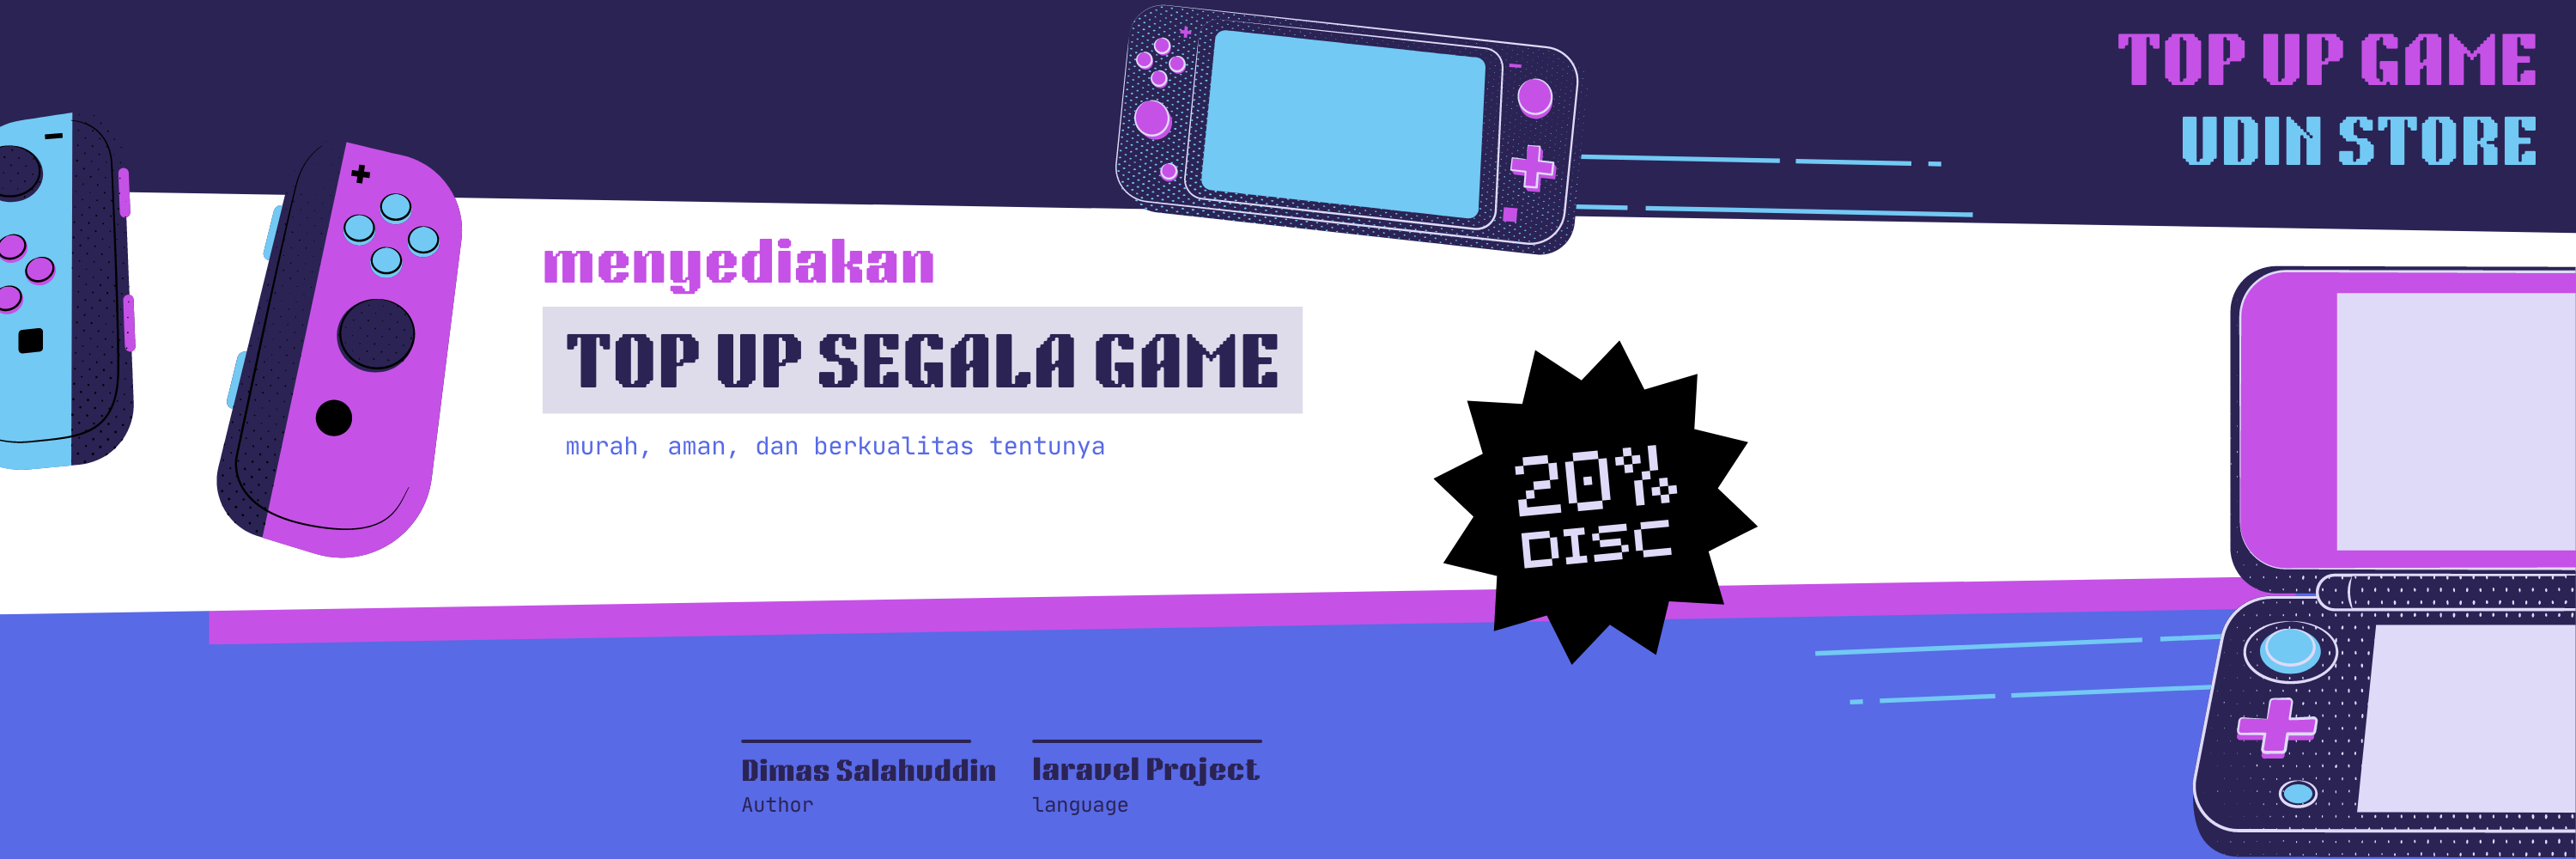 TOP UP GAME
UDIN STORE
menyediakan
TOP UP SEGALA GAME
murah, aman, dan berkualitas tentunya
20%
DISC
Dimas Salahuddin
Author
laravel Project
language